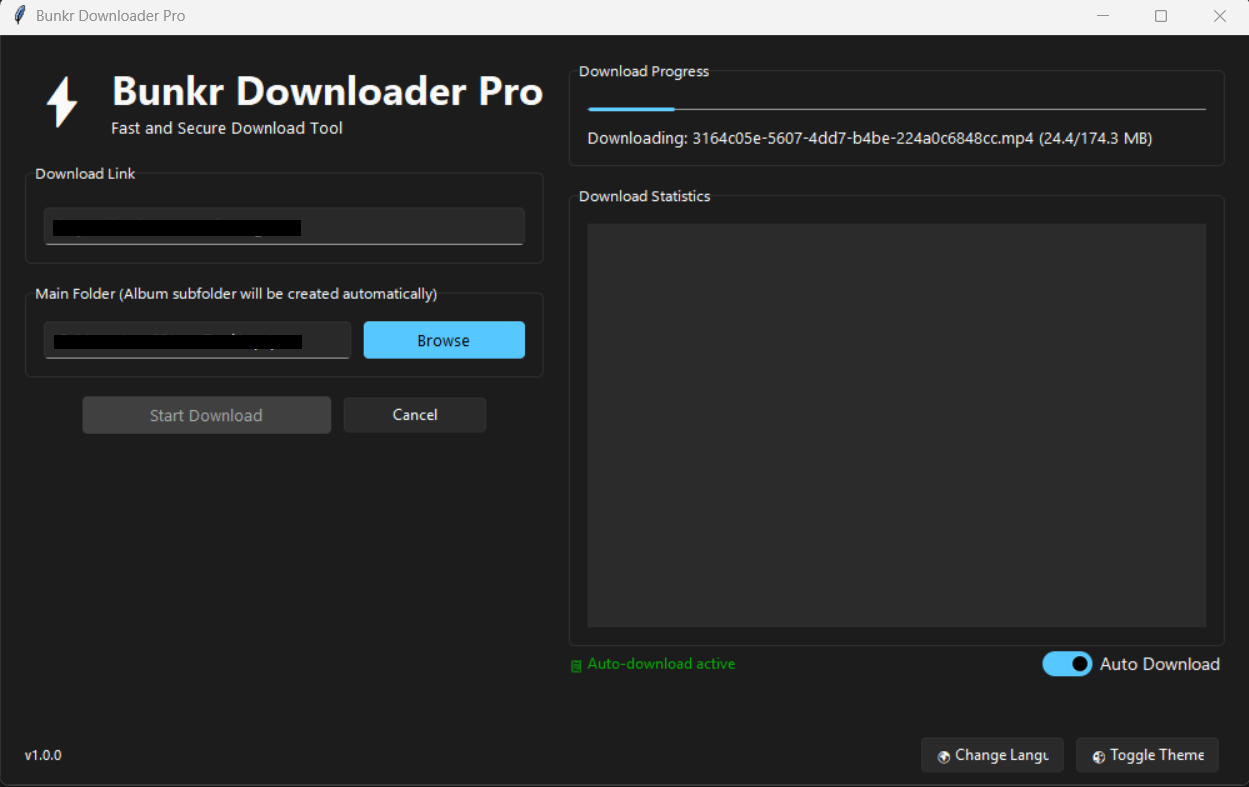 Bunkr Downloader Pro
Bunkr Downloader Pro
Fast and Secure Download Tool
Download Link
Main Folder (Album subfolder will be created automatically)
Browse
Start Download
Cancel
Download Progress
Downloading: 3164c05e-5607-4dd7-b4be-224a0c6848cc.mp4 (24.4/174.3 MB)
Download Statistics
Auto-download active
Auto Download
v1.0.0
Change Langu
Toggle Theme